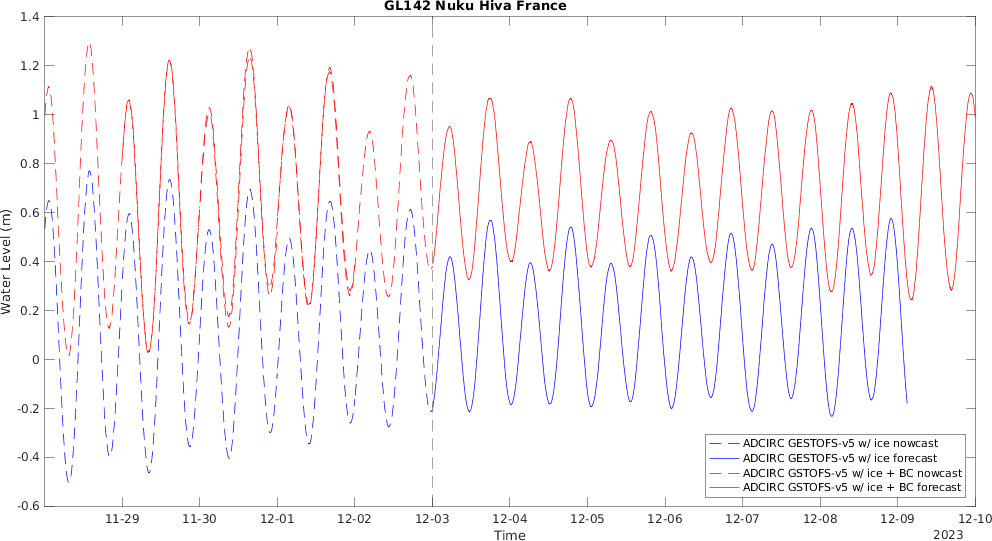 GL142 Nuku Hiva France
1.4
1.2
1
0.8
0.6
0.4
0.2
0
-0.2
-0.4
-0.6
Water Level (m)
ADCIRC GESTOFS-v5 w/ ice nowcast
ADCIRC GESTOFS-v5 w/ ice forecast
ADCIRC GSTOFS-v5 w/ ice + BC nowcast
ADCIRC GSTOFS-v5 w/ ice + BC forecast
11-29 11-30 12-01 12-02 12-03 12-04 12-05 12-06 12-07 12-08 12-09 12-10
Time
2023